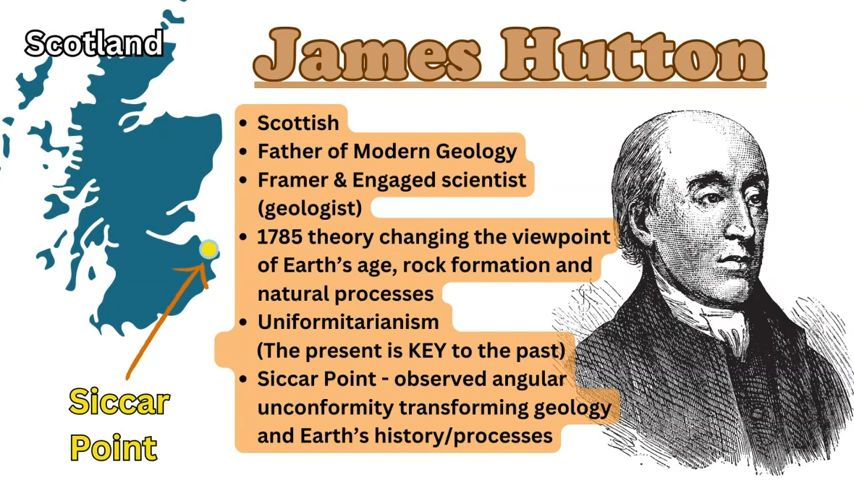 Scotland
James Hutton
• Scottish
• Father of Modern Geology
• Framer & Engaged scientist
(geologist)
• 1785 theory changing the viewpoint
of Earth's age, rock formation and
natural processes
• Uniformitarianism
(The present is KEY to the past)
• Siccar Point - observed angular
unconformity transforming geology
and Earth's history/processes
Siccar
Point